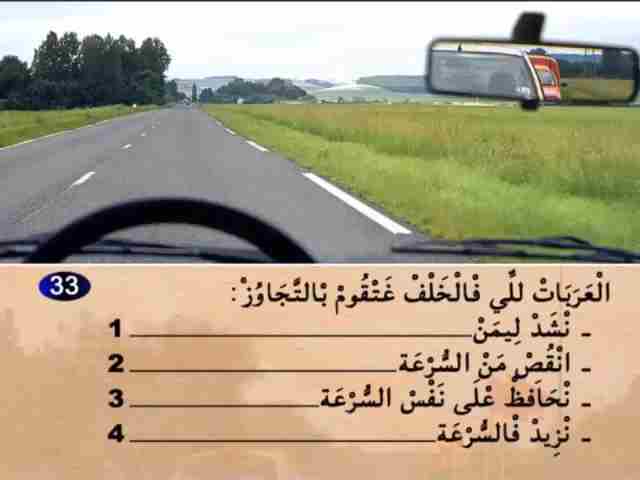 33
الْعَرَبَاتْ للِّي فْالْخَلْفْ غَتْقُومْ بْالتَّجَاوُزْ :
ـ نْشَدْ لِيمَنْ 1
ـ انْقُصْ مَنْ السُّرْعَة 2
ـ نْحَافَظْ عْلَى نَفْسْ السُّرْعَة 3
ـ نْزِيدْ فْالسُّرْعَة 4